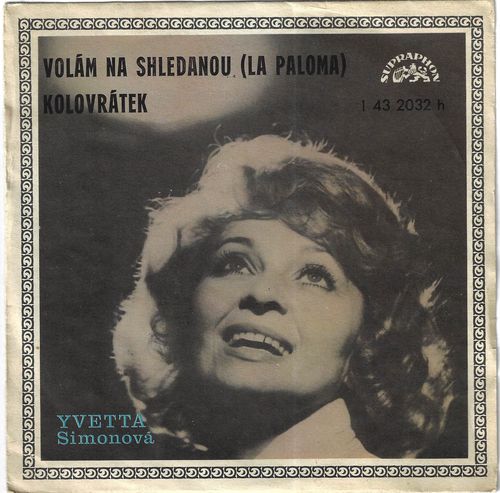 VOLÁM NA SHLEDANOU (LA PALOMA)
KOLOVRÁTEK
SUPRAPHON
1 43 2032 h
YVETTA
Simonová